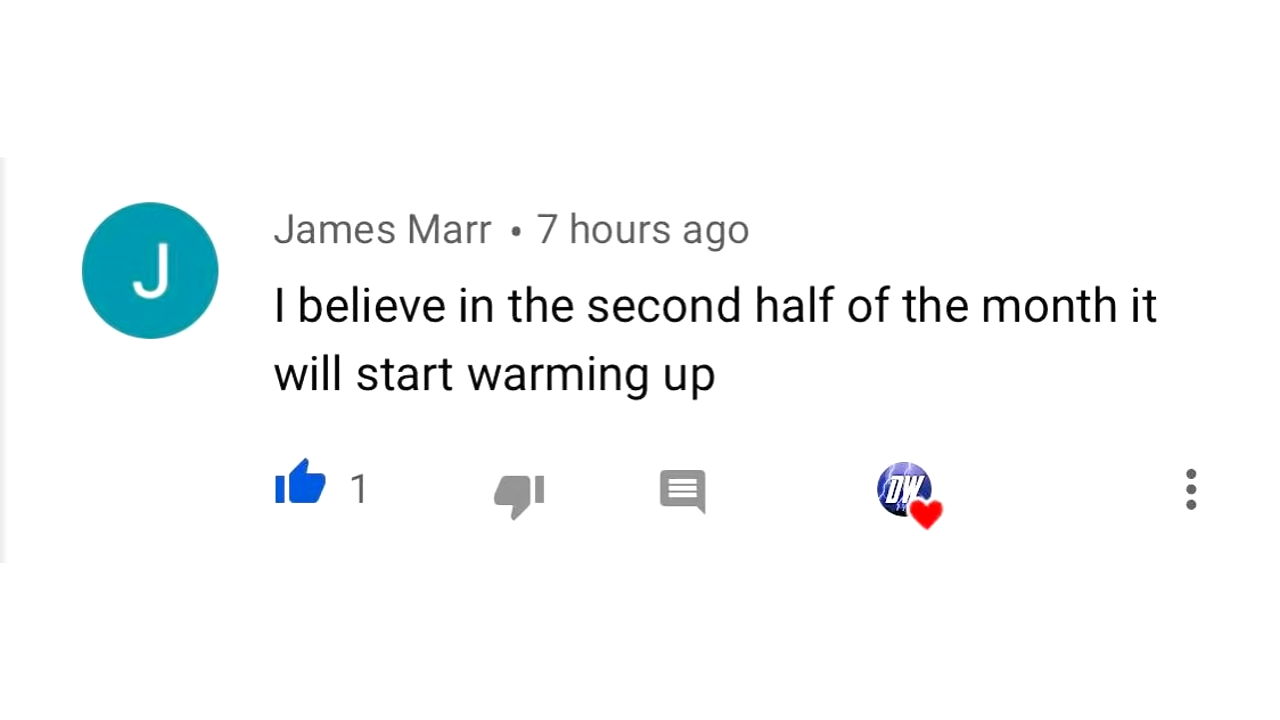 J
James Marr • 7 hours ago
I believe in the second half of the month it
will start warming up
1
DW